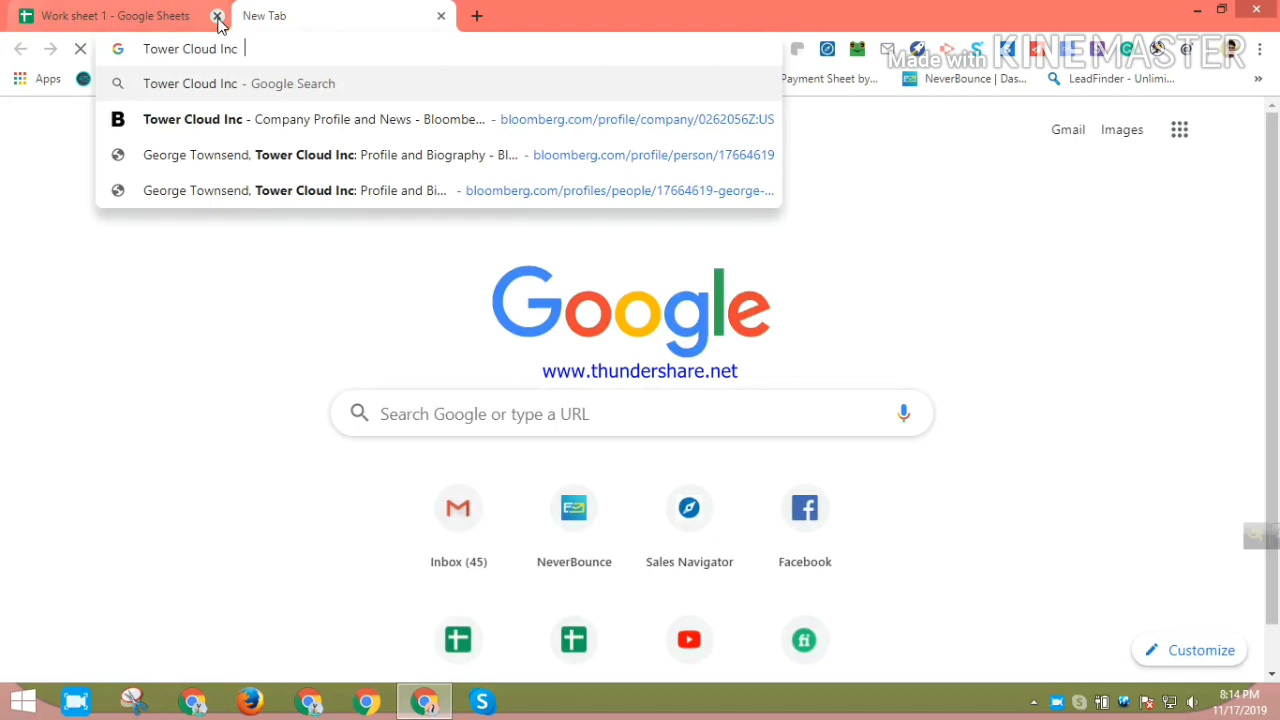 Work sheet 1 - Google Sheets
New Tab
Tower Cloud Inc
Made with KINEMASTER
Apps
Payment Sheet by...
NeverBounce | Das...
LeadFinder - Unlimi...
»
Tower Cloud Inc - Google Search
B Tower Cloud Inc - Company Profile and News - Bloombe... - bloomberg.com/profile/company/0262056Z:US
George Townsend, Tower Cloud Inc: Profile and Biography - Bl... - bloomberg.com/profile/person/17664619
George Townsend, Tower Cloud Inc: Profile and Bi... - bloomberg.com/profiles/people/17664619-george-...
Gmail Images
Google
www.thundershare.net
Search Google or type a URL
Inbox (45)
NeverBounce
Sales Navigator
Facebook
fi
Customize
8:14 PM
11/17/2019